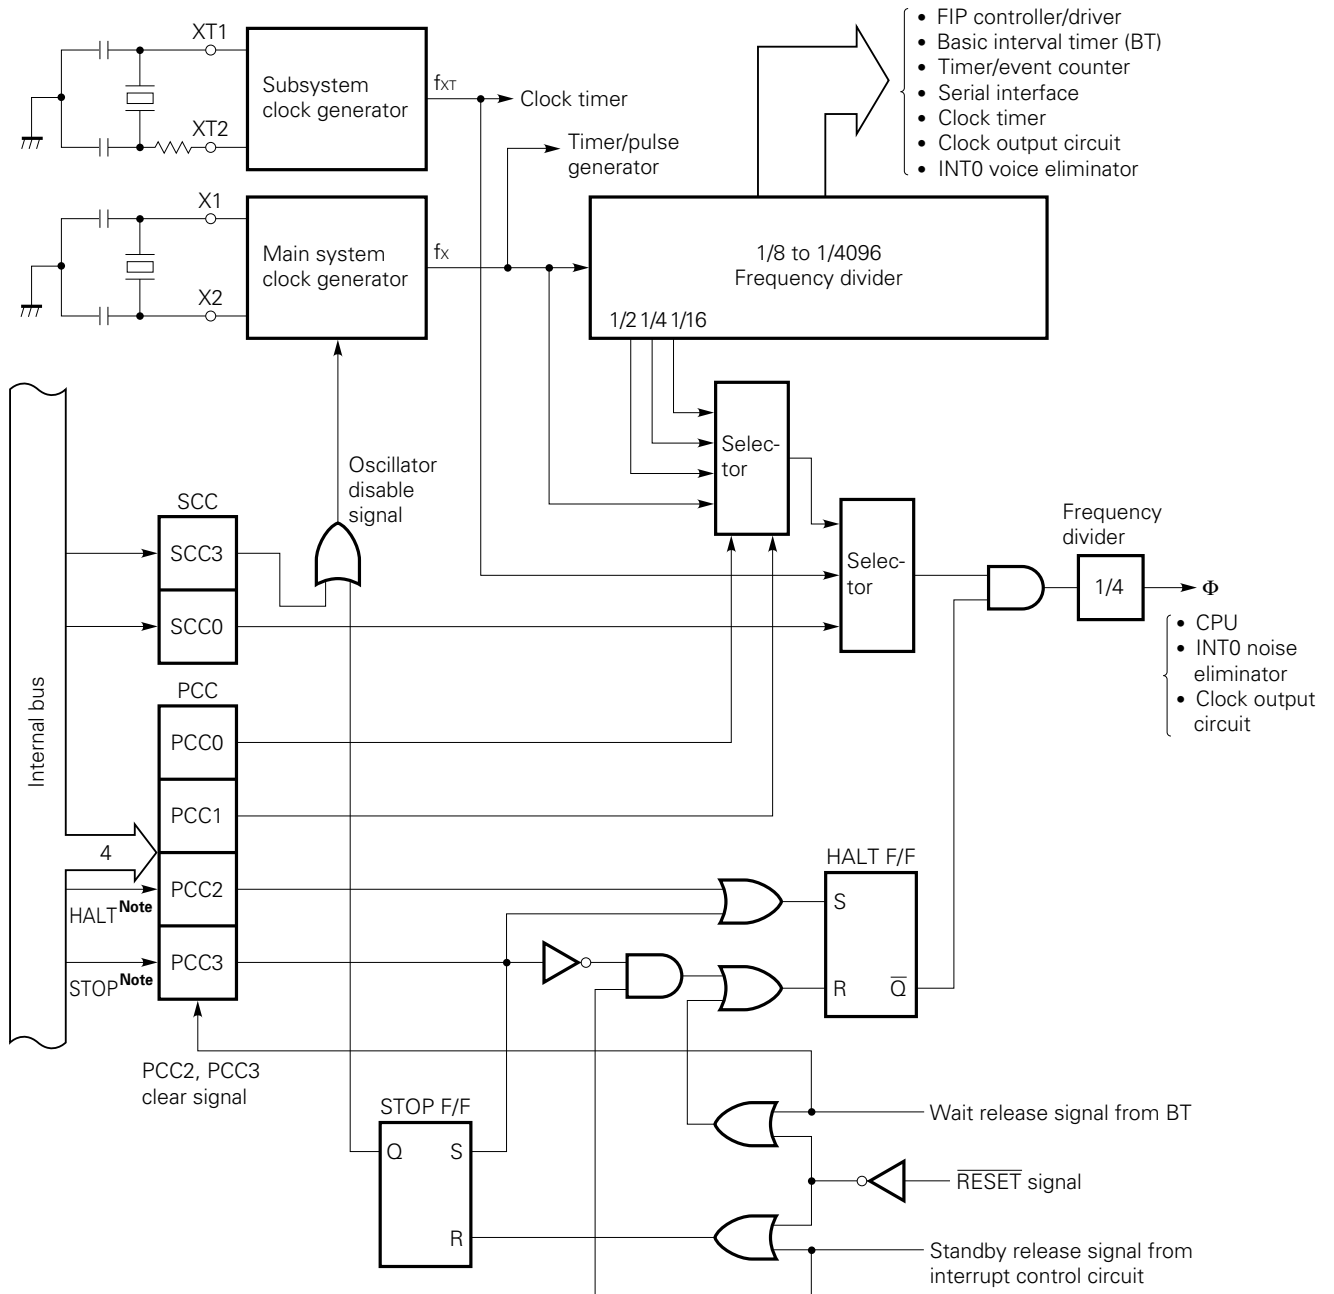 XT1
XT2
Subsystem
clock generator
fXT
Clock timer
Timer/pulse
generator
• FIP controller/driver
• Basic interval timer (BT)
• Timer/event counter
• Serial interface
• Clock timer
• Clock output circuit
• INT0 voice eliminator
X1
X2
Main system
clock generator
fX
1/8 to 1/4096
Frequency divider
1/2 1/4 1/16
Oscillator
disable
signal
Selec-
tor
Selec-
tor
Frequency
divider
1/4
Φ
• CPU
• INT0 noise
eliminator
• Clock output
circuit
Internal bus
SCC
SCC3
SCC0
PCC
PCC0
PCC1
4
PCC2
HALT Note
PCC3
STOP Note
HALT F/F
S
R
Q̅
PCC2, PCC3
clear signal
STOP F/F
Q
S
R
Wait release signal from BT
R̅E̅S̅E̅T̅ signal
Standby release signal from
interrupt control circuit